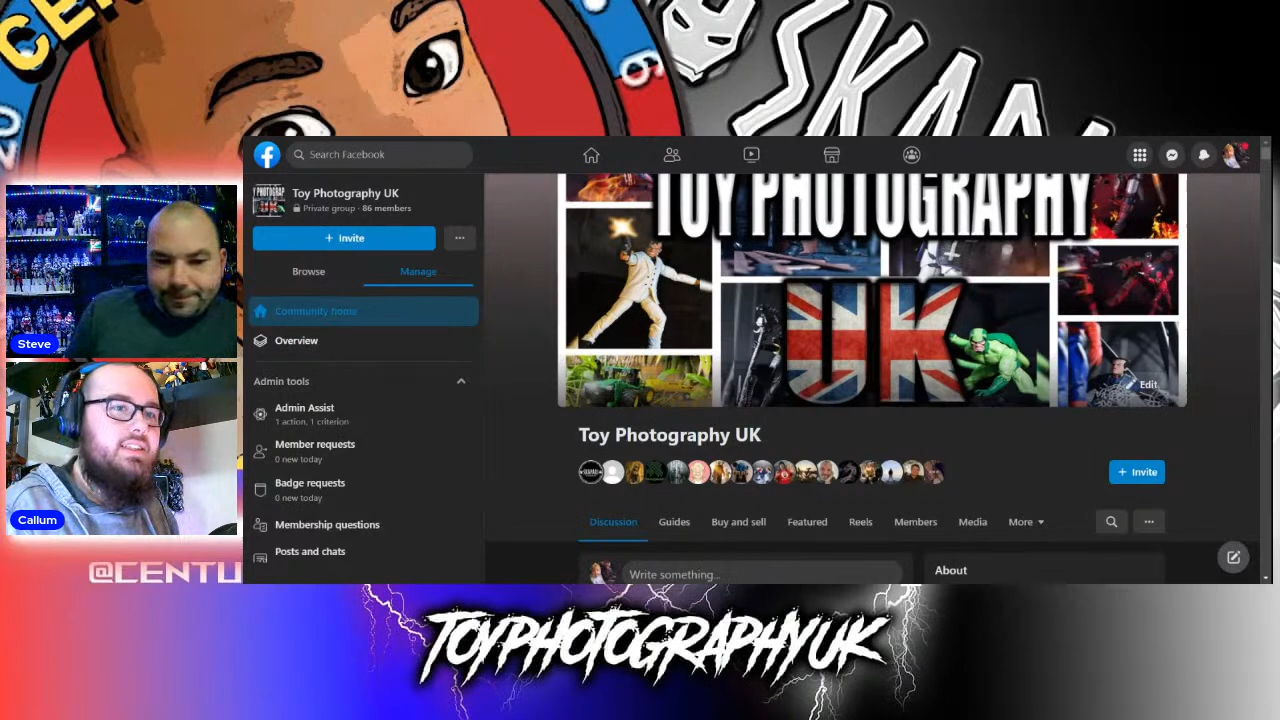 CEN
SKA
Search Facebook
Toy Photography UK
Private group · 86 members
+ Invite
Browse
Manage
Community home
Overview
Admin tools
Admin Assist
1 action, 1 criterion
Member requests
0 new today
Badge requests
0 new today
Membership questions
Posts and chats
TOY PHOTOGRAPHY
UK
Edit
Toy Photography UK
+ Invite
Discussion
Guides
Buy and sell
Featured
Reels
Members
Media
More
Write something...
About
Steve
Callum
@CENTU
TOYPHOTOGRAPHYUK